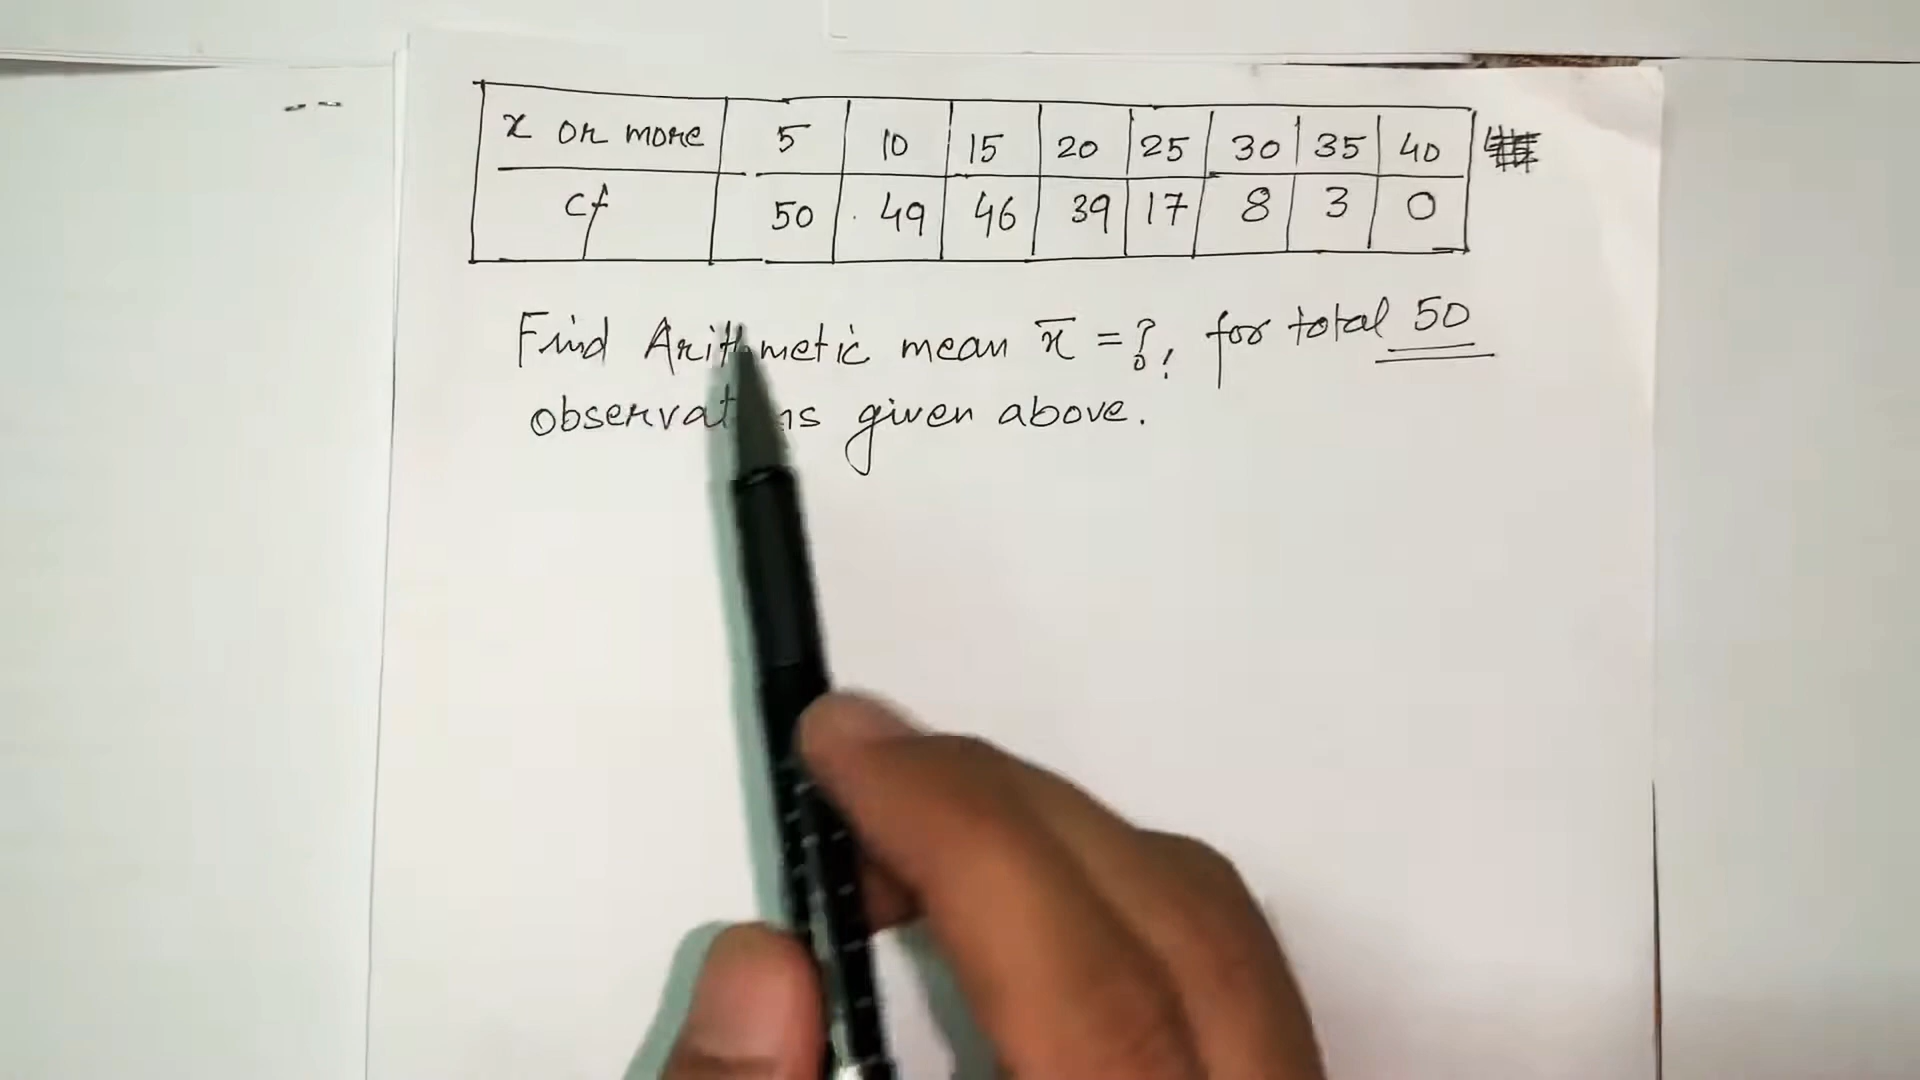 x or more 5 10 15 20 25 30 35 40
cf 50 49 46 39 17 8 3 0
Find Arithmetic mean x̄ = ?, for total 50
given above.